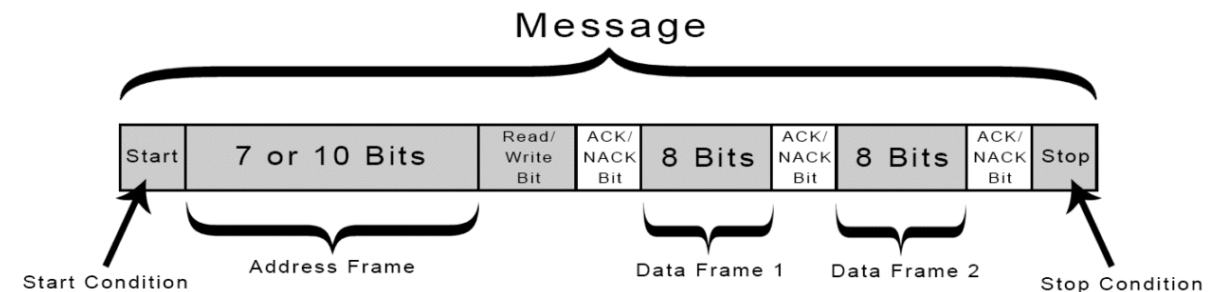 Message
Start
7 or 10 Bits
Read/
Write
Bit
ACK/
NACK
Bit
8 Bits
ACK/
NACK
Bit
8 Bits
ACK/
NACK
Bit
Stop
Start Condition
Address Frame
Data Frame 1
Data Frame 2
Stop Condition